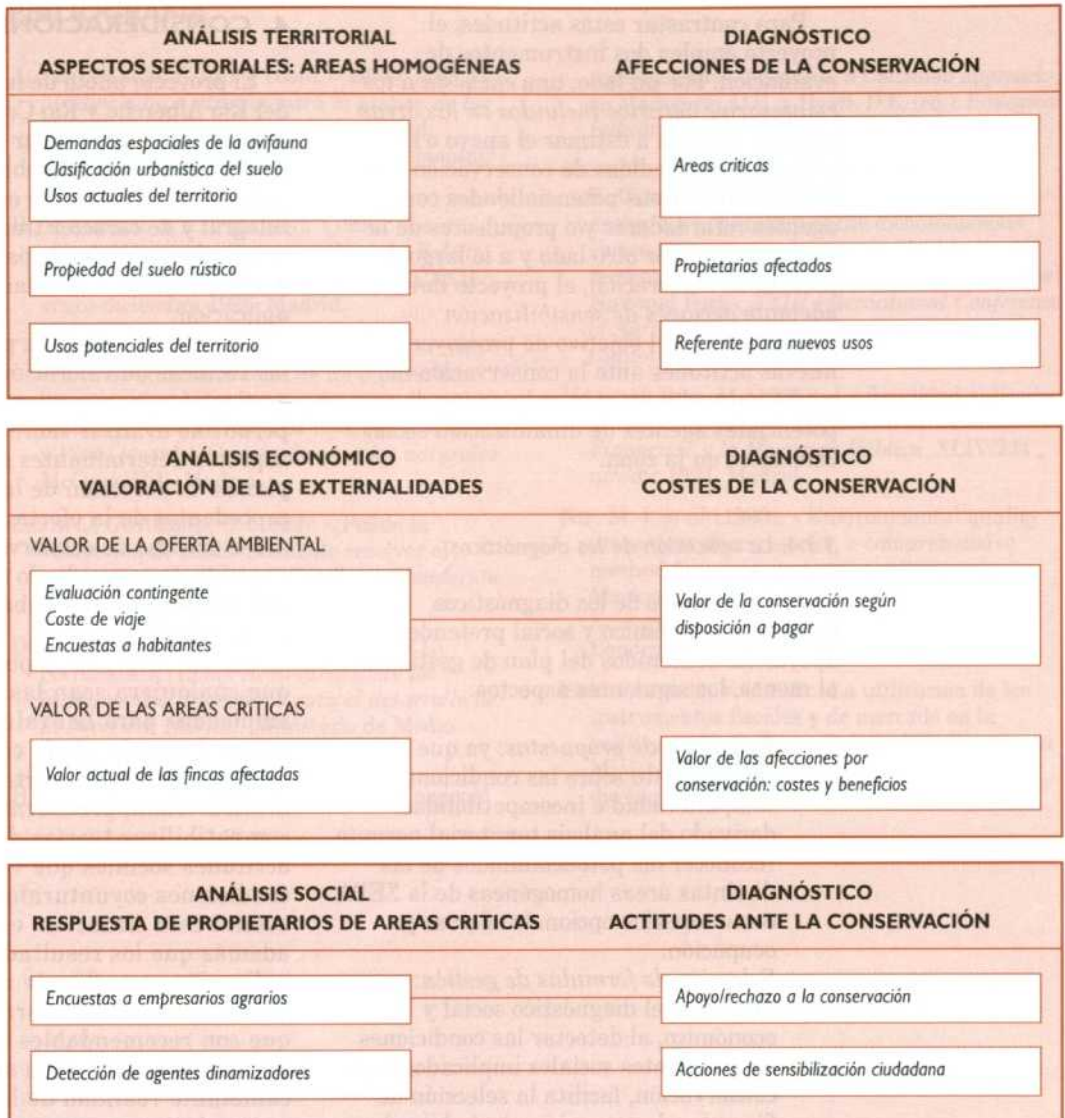 ANÁLISIS TERRITORIAL
ASPECTOS SECTORIALES: AREAS HOMOGÉNEAS
DIAGNÓSTICO
AFECCIONES DE LA CONSERVACIÓN
Demandas espaciales de la avifauna
Clasificación urbanística del suelo
Usos actuales del territorio
Areas criticas
Propiedad del suelo rústico
Propietarios afectados
Usos potenciales del territorio
Referente para nuevos usos
ANÁLISIS ECONÓMICO
VALORACIÓN DE LAS EXTERNALIDADES
DIAGNÓSTICO
COSTES DE LA CONSERVACIÓN
VALOR DE LA OFERTA AMBIENTAL
Evaluación contingente
Coste de viaje
Encuestas a habitantes
Valor de la conservación según
disposición a pagar
VALOR DE LAS AREAS CRÍTICAS
Valor actual de las fincas afectadas
Valor de las afecciones por
conservación: costes y beneficios
ANÁLISIS SOCIAL
RESPUESTA DE PROPIETARIOS DE AREAS CRITICAS
DIAGNÓSTICO
ACTITUDES ANTE LA CONSERVACIÓN
Encuestas a empresarios agrarios
Apoyo/rechazo a la conservación
Detección de agentes dinamizadores
Acciones de sensibilización ciudadana